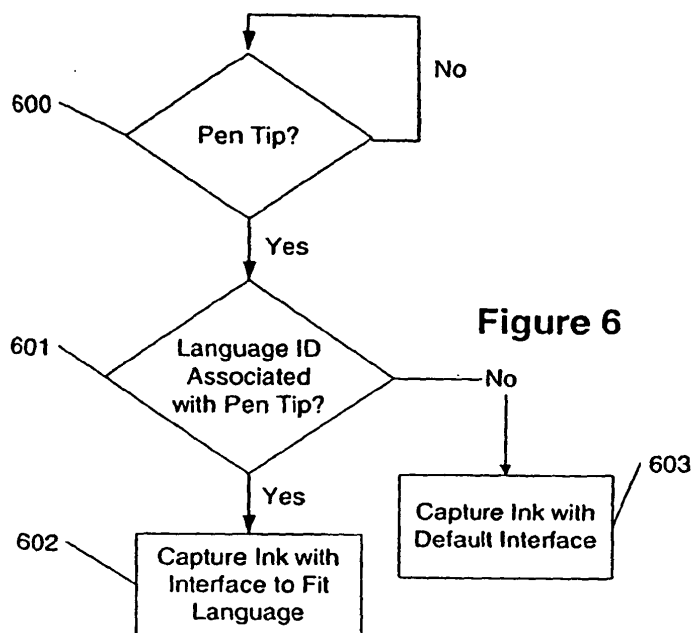 No
600
Pen Tip?
Yes
Figure 6
601
Language ID
Associated
with Pen Tip?
No
603
Yes
Capture Ink with
Default Interface
602
Capture Ink with
Interface to Fit
Language